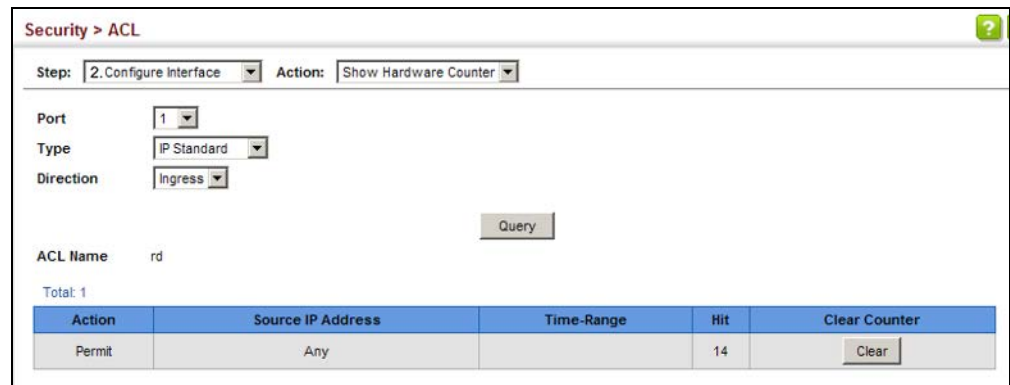 Security > ACL
?
Step: 2. Configure Interface Action: Show Hardware Counter
Port 1
Type IP Standard
Direction Ingress
Query
ACL Name rd
Total: 1
Action Source IP Address Time-Range Hit Clear Counter
Permit Any 14 Clear